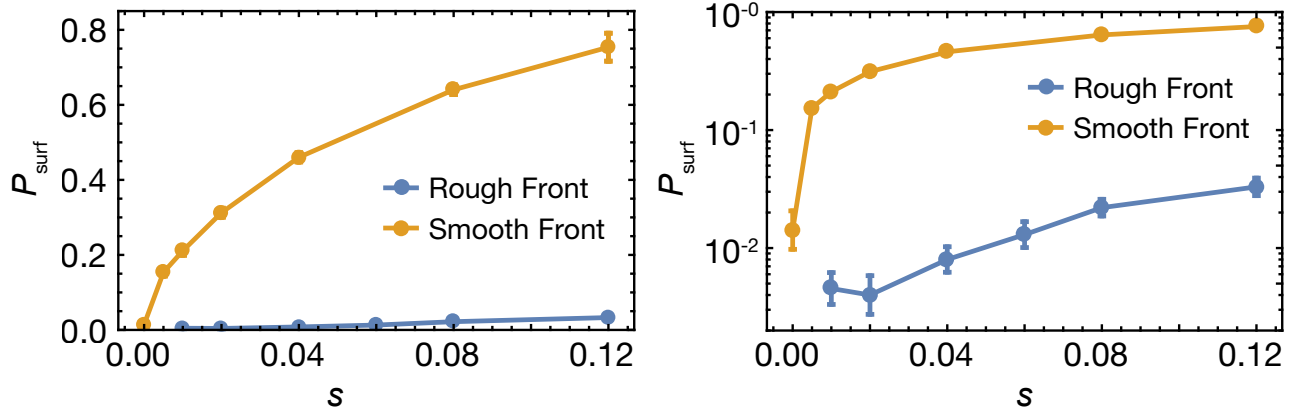 0.8
0.6
0.4
0.2
0.0
P_surf
Rough Front
Smooth Front
0.00 0.04 0.08 0.12
s
10⁻⁰
10⁻¹
10⁻²
P_surf
Rough Front
Smooth Front
0.00 0.04 0.08 0.12
s